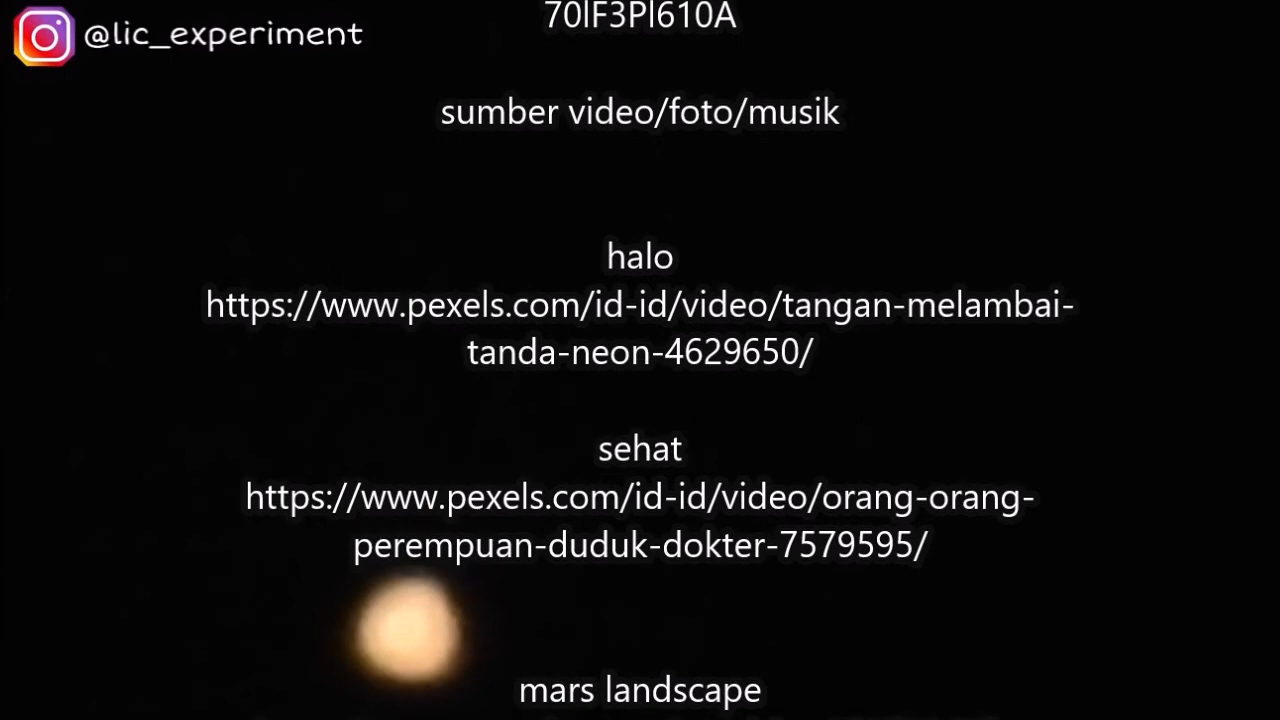 @lic_experiment
70lF3Pl610A
sumber video/foto/musik
halo
https://www.pexels.com/id-id/video/tangan-melambai-
tanda-neon-4629650/
sehat
https://www.pexels.com/id-id/video/orang-orang-
perempuan-duduk-dokter-7579595/
mars landscape